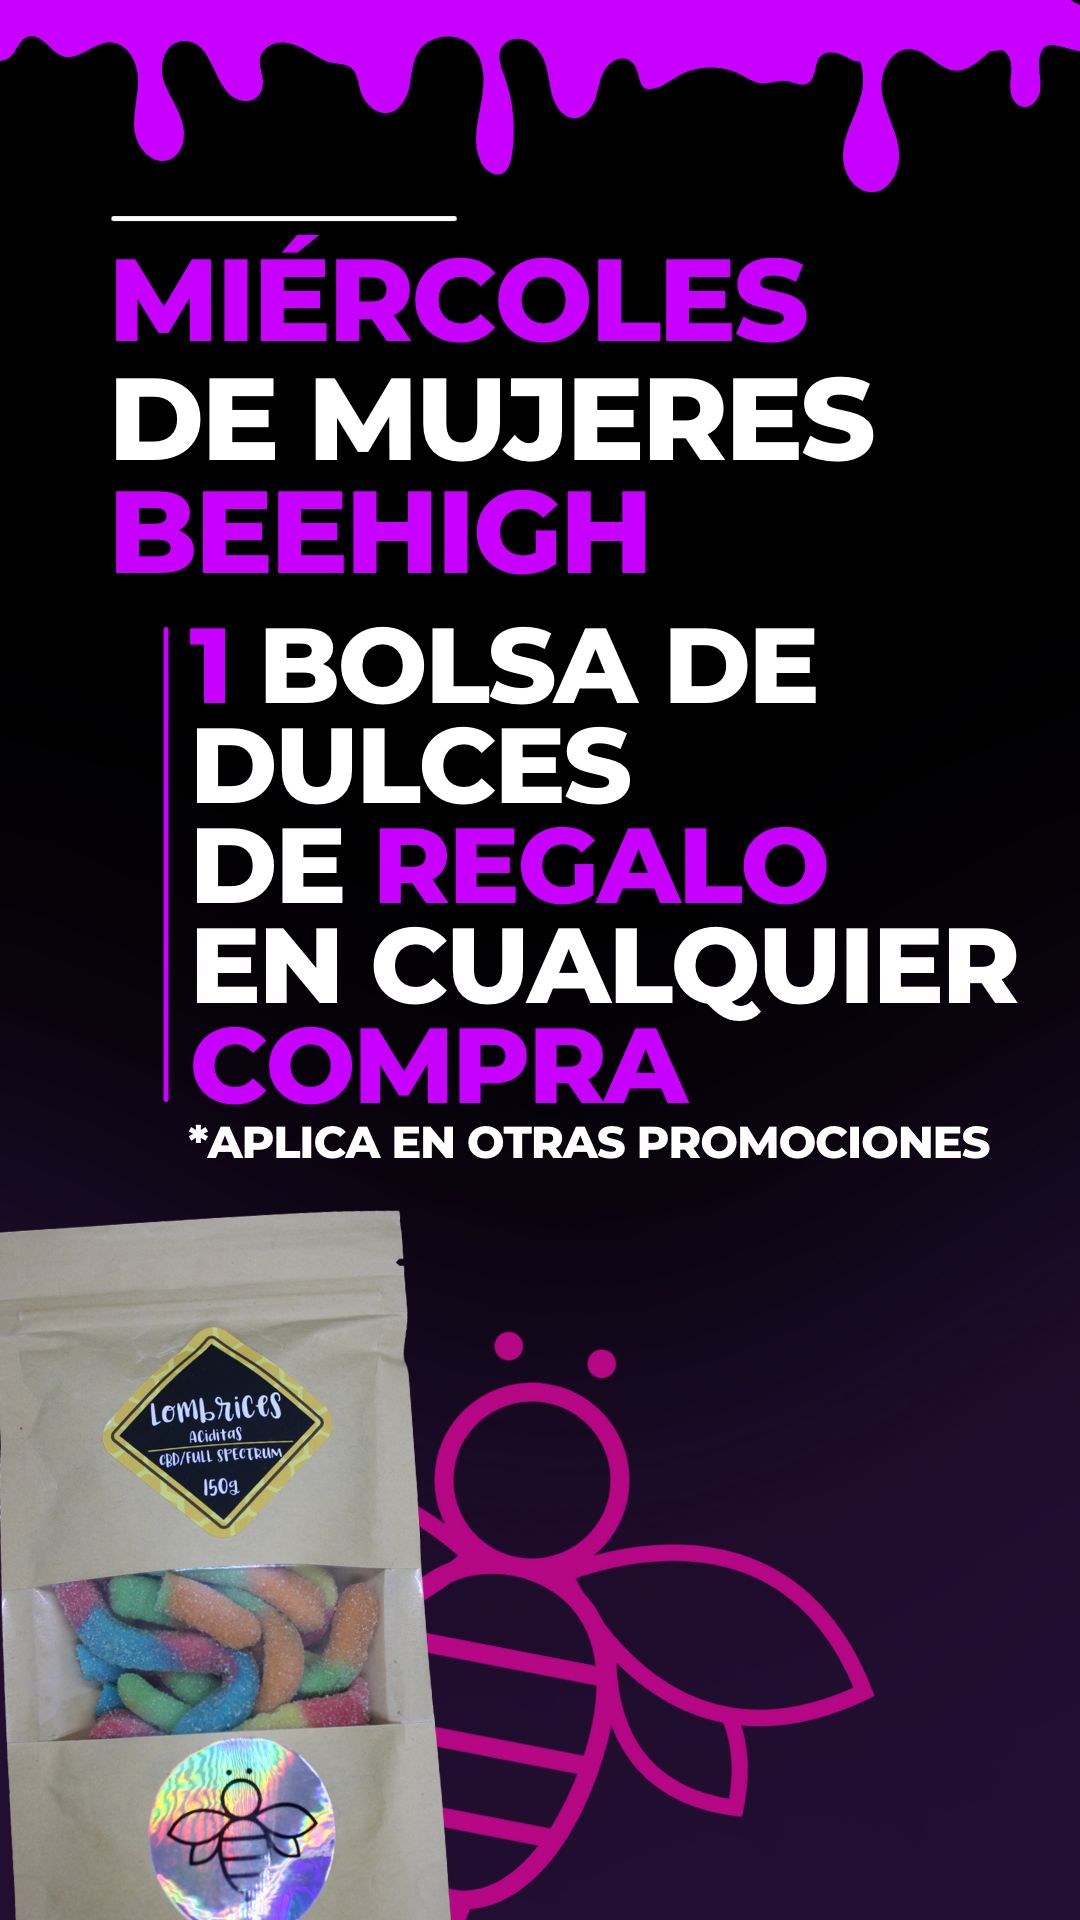 MIÉRCOLES
DE MUJERES
BEEHIGH
1 BOLSA DE
DULCES
DE REGALO
EN CUALQUIER
COMPRA
*APLICA EN OTRAS PROMOCIONES
Lombrices
Aciditas
CBD/FULL SPECTRUM
150g